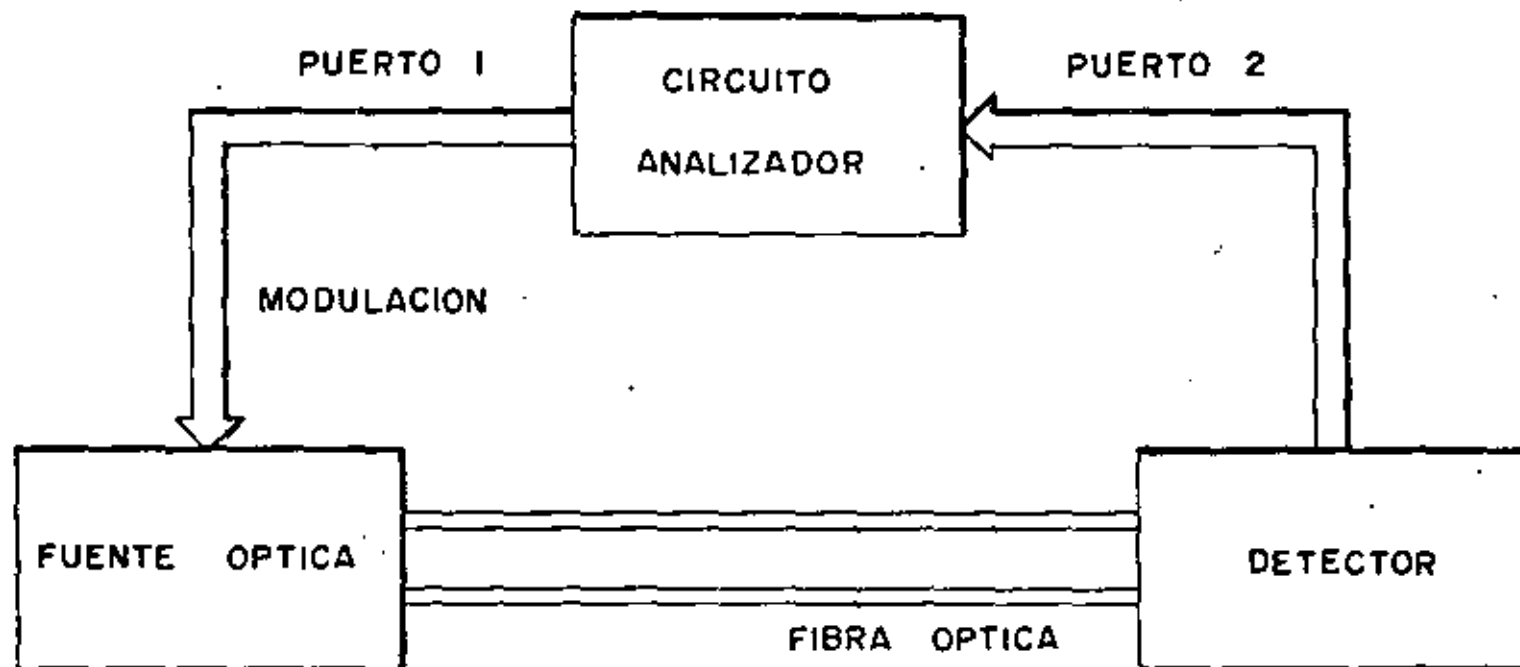 PUERTO 1
CIRCUITO
ANALIZADOR
PUERTO 2
MODULACION
FUENTE OPTICA
DETECTOR
FIBRA OPTICA